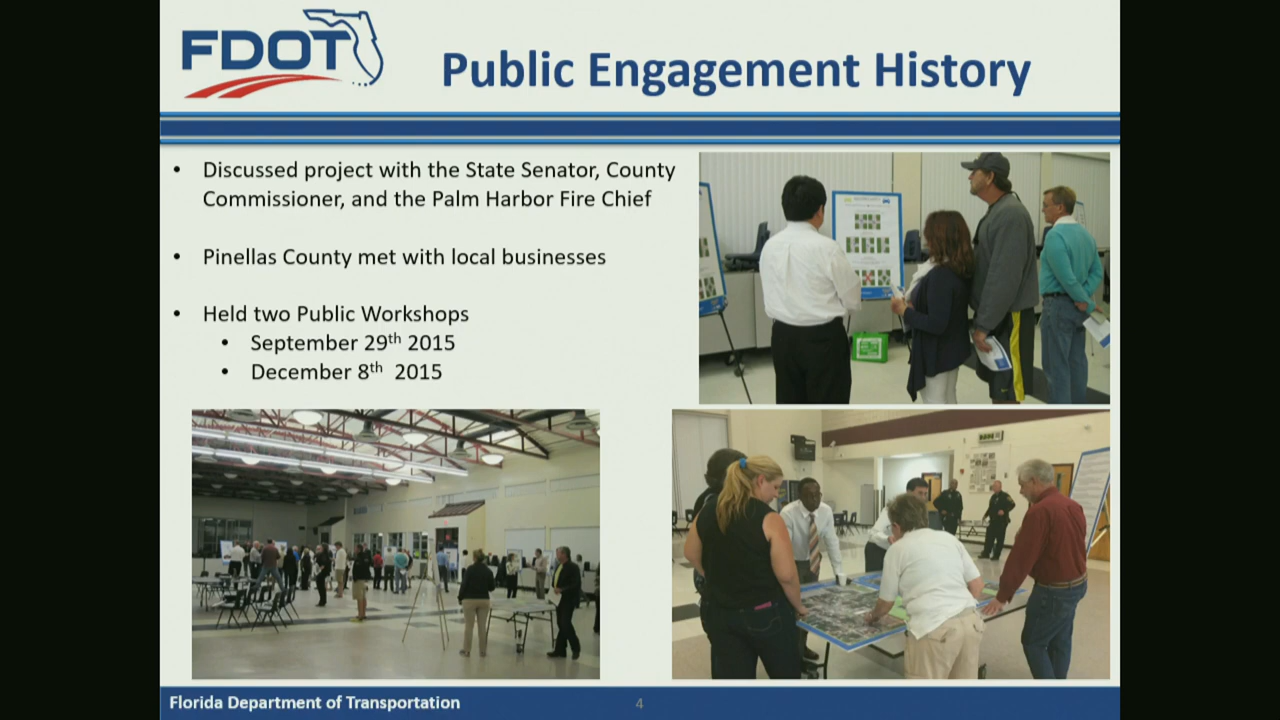 FDOT
Public Engagement History
• Discussed project with the State Senator, County
Commissioner, and the Palm Harbor Fire Chief
• Pinellas County met with local businesses
• Held two Public Workshops
• September 29th 2015
• December 8th 2015
Florida Department of Transportation
4